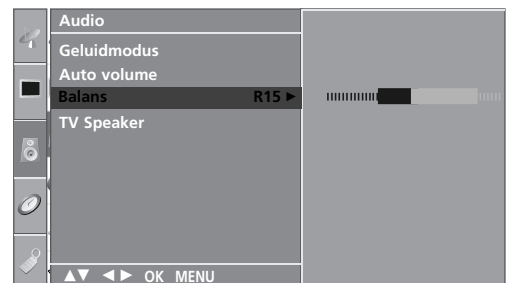 Audio
Geluidmodus
Auto volume
Balans R15 ►
TV Speaker
▲▼ ◄► OK MENU